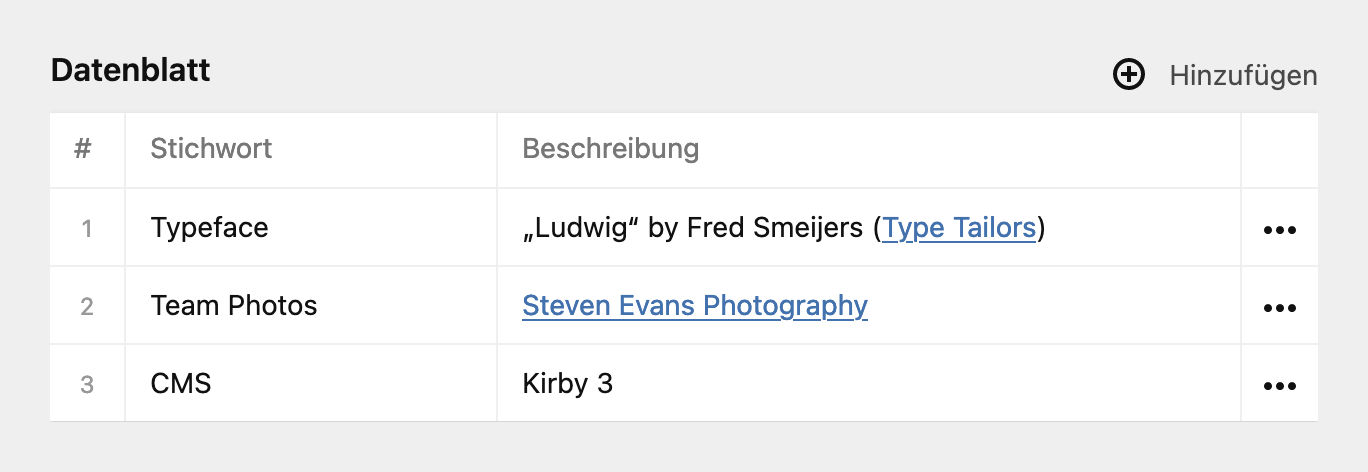 Datenblatt
Hinzufügen
# Stichwort Beschreibung
1 Typeface „Ludwig“ by Fred Smeijers (Type Tailors)
2 Team Photos Steven Evans Photography
3 CMS Kirby 3